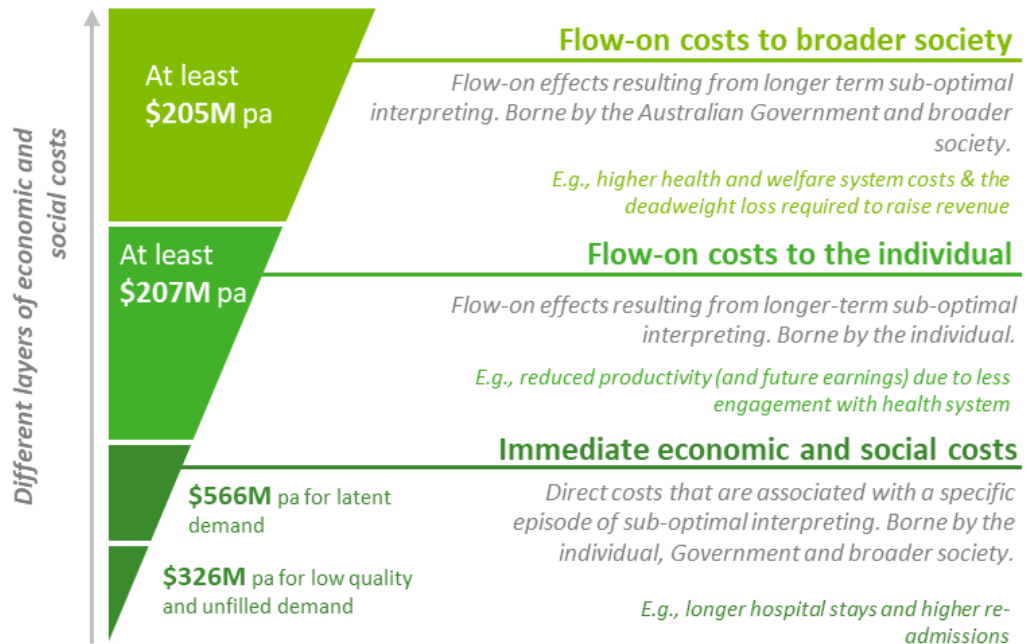 Different layers of economic and
social costs
At least
$205M pa
Flow-on costs to broader society
Flow-on effects resulting from longer term sub-optimal
interpreting. Borne by the Australian Government and broader
society.
E.g., higher health and welfare system costs & the
deadweight loss required to raise revenue
At least
$207M pa
Flow-on costs to the individual
Flow-on effects resulting from longer-term sub-optimal
interpreting. Borne by the individual.
E.g., reduced productivity (and future earnings) due to less
engagement with health system
Immediate economic and social costs
$566M pa for latent
demand
$326M pa for low quality
and unfilled demand
Direct costs that are associated with a specific
episode of sub-optimal interpreting. Borne by the
individual, Government and broader society.
E.g., longer hospital stays and higher re-
admissions